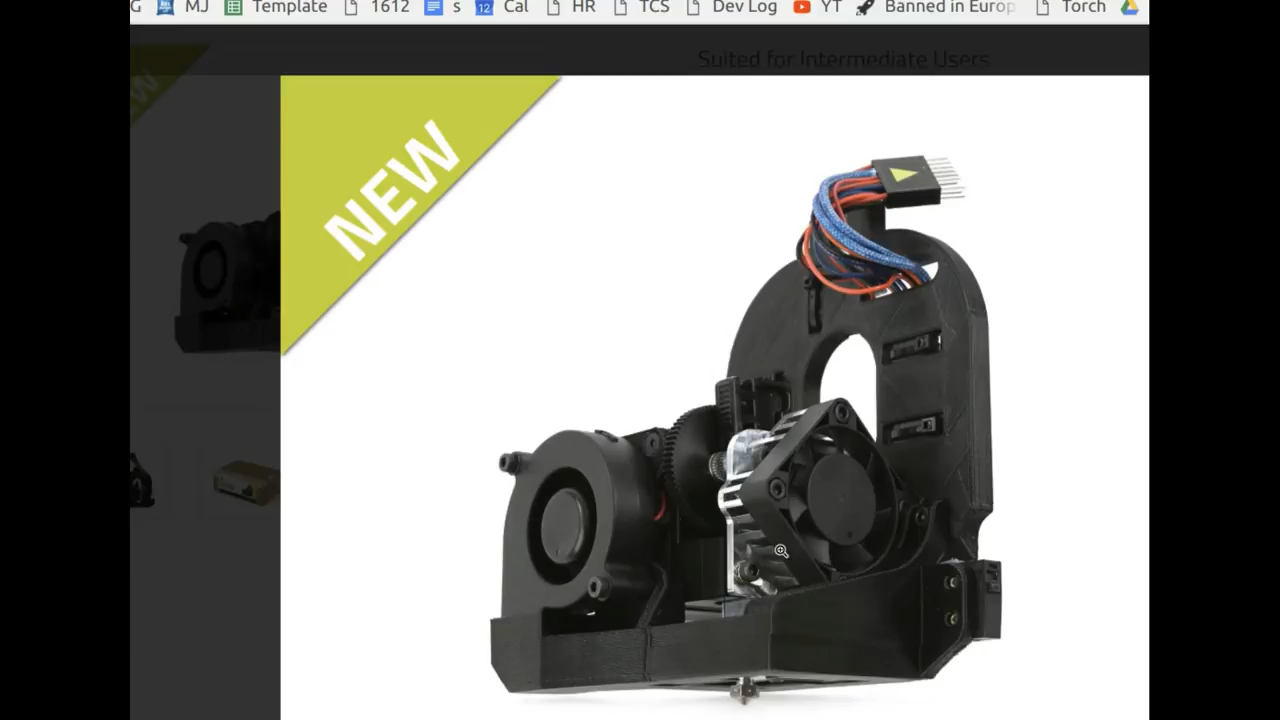 G MJ Template 1612 s 12 Cal HR TCS Dev Log YT Banned in Europ Torch
Suited for Intermediate Users
NEW